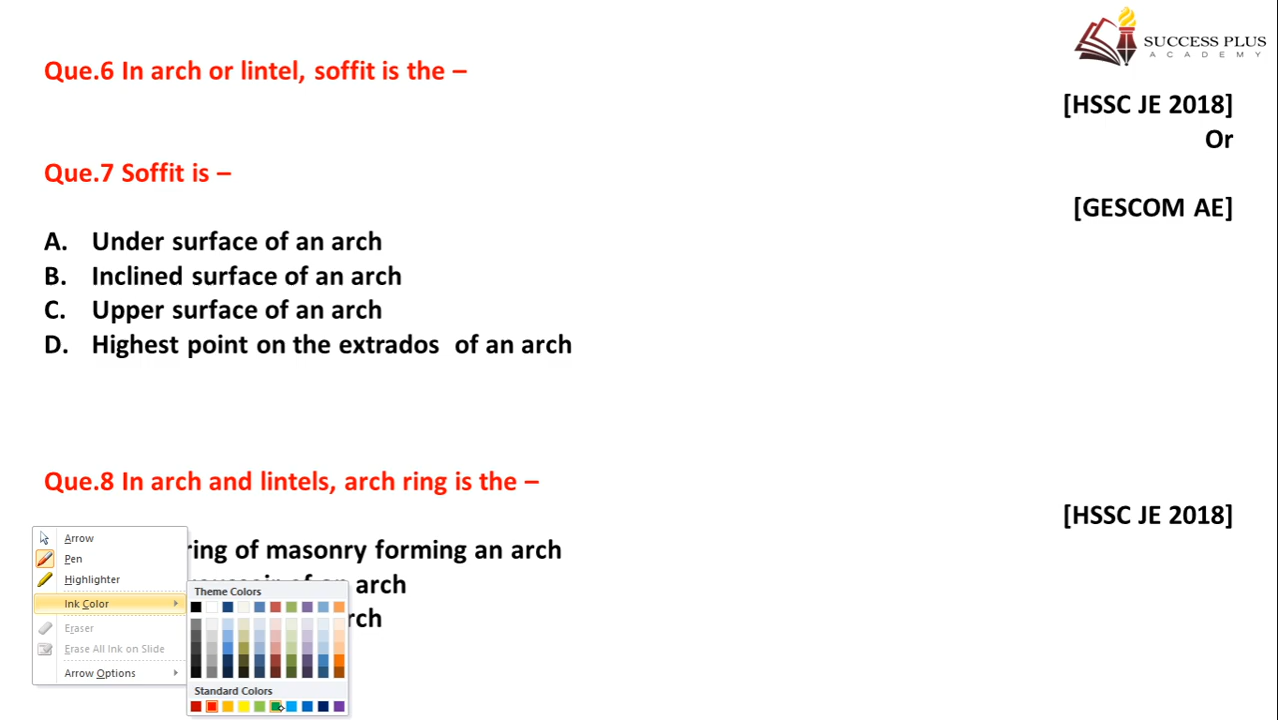 SUCCESS PLUS
ACADEMY
Que.6 In arch or lintel, soffit is the –
[HSSC JE 2018]
Or
Que.7 Soffit is –
[GESCOM AE]
A. Under surface of an arch
B. Inclined surface of an arch
C. Upper surface of an arch
D. Highest point on the extrados of an arch
Que.8 In arch and lintels, arch ring is the –
[HSSC JE 2018]
ring of masonry forming an arch
of an arch
arch
Arrow
Pen
Highlighter
Ink Color
Eraser
Erase All Ink on Slide
Arrow Options
Theme Colors
Standard Colors